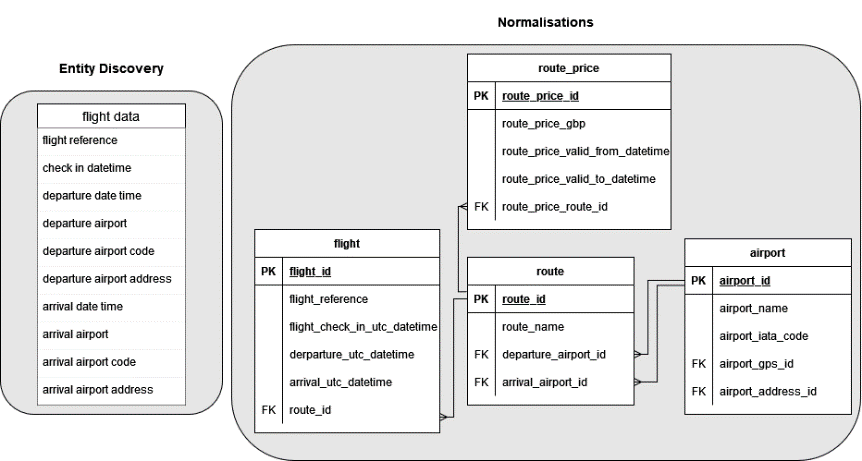 Normalisations
Entity Discovery
flight data
flight reference
check in datetime
departure date time
departure airport
departure airport code
departure airport address
arrival date time
arrival airport
arrival airport code
arrival airport address
route_price
PK route_price_id
route_price_gbp
route_price_valid_from_datetime
route_price_valid_to_datetime
FK route_price_route_id
flight
PK flight_id
flight_reference
flight_check_in_utc_datetime
derparture_utc_datetime
arrival_utc_datetime
FK route_id
route
PK route_id
route_name
FK departure_airport_id
FK arrival_airport_id
airport
PK airport_id
airport_name
airport_iata_code
FK airport_gps_id
FK airport_address_id